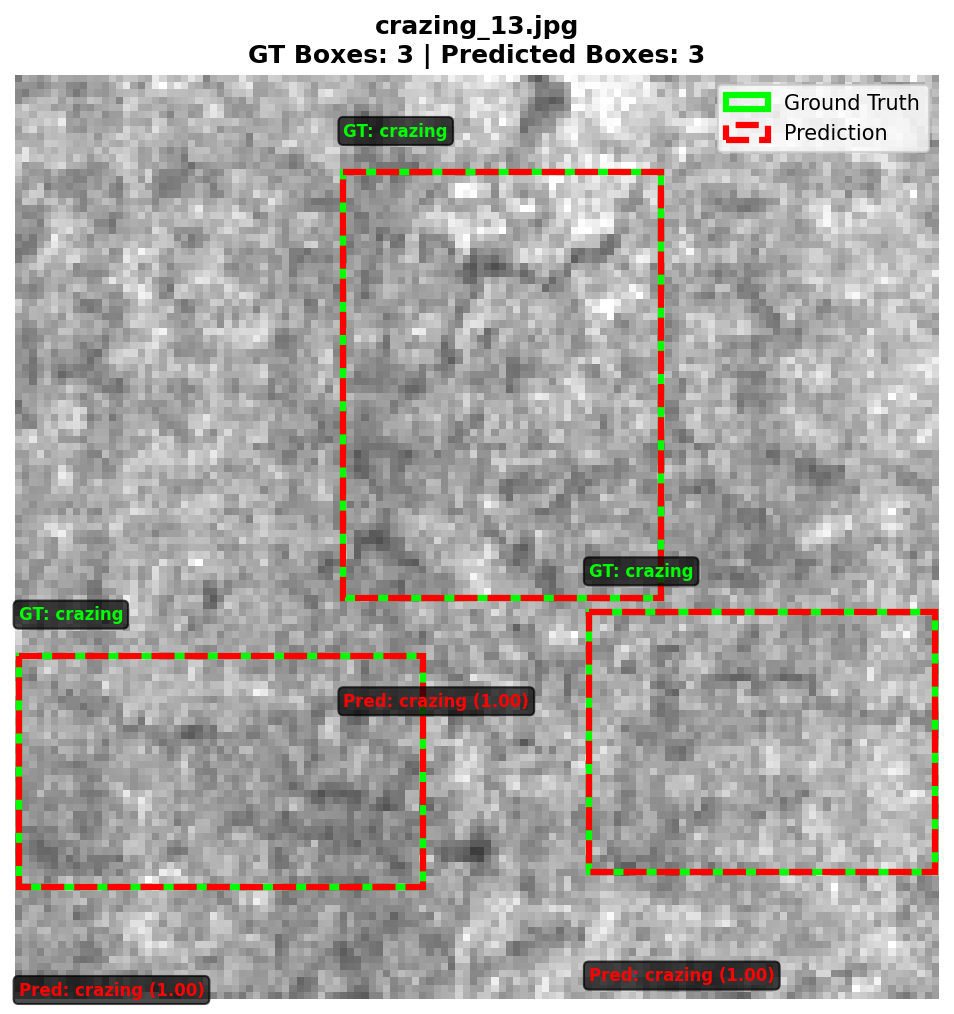 crazing_13.jpg
GT Boxes: 3 | Predicted Boxes: 3
Ground Truth
Prediction
GT: crazing
GT: crazing
GT: crazing
Pred: crazing (1.00)
Pred: crazing (1.00)
Pred: crazing (1.00)